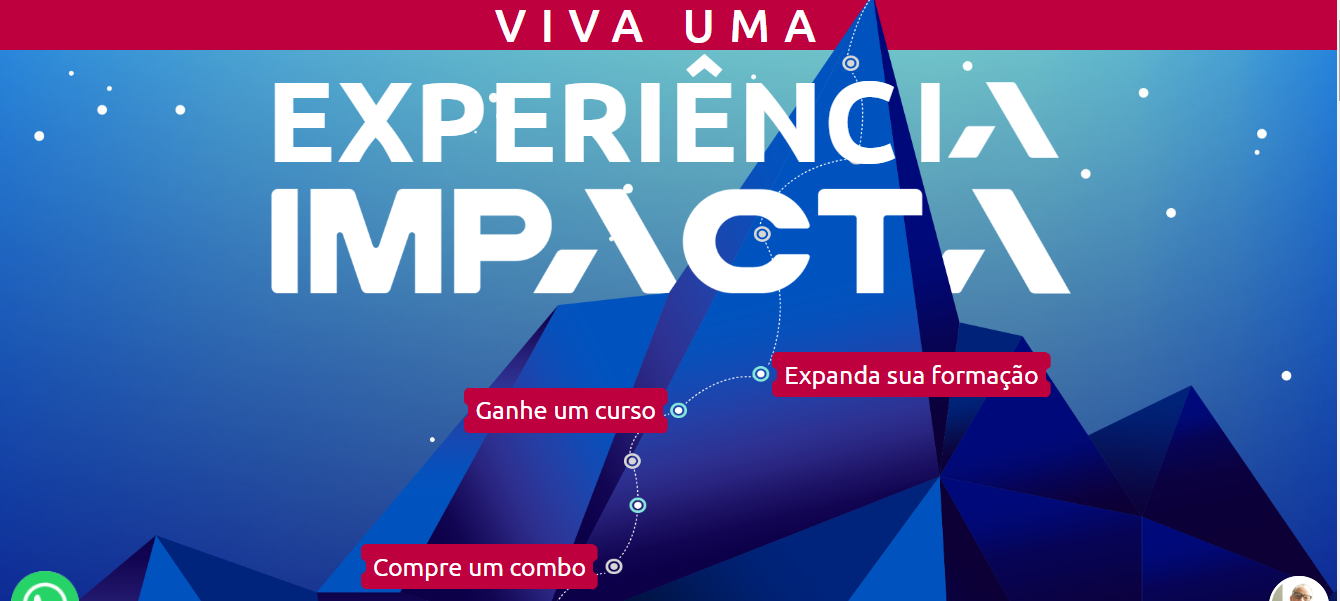 VIVA UMA
EXPERIÊNCIA
IMPACTA
Expanda sua formação
Ganhe um curso
Compre um combo